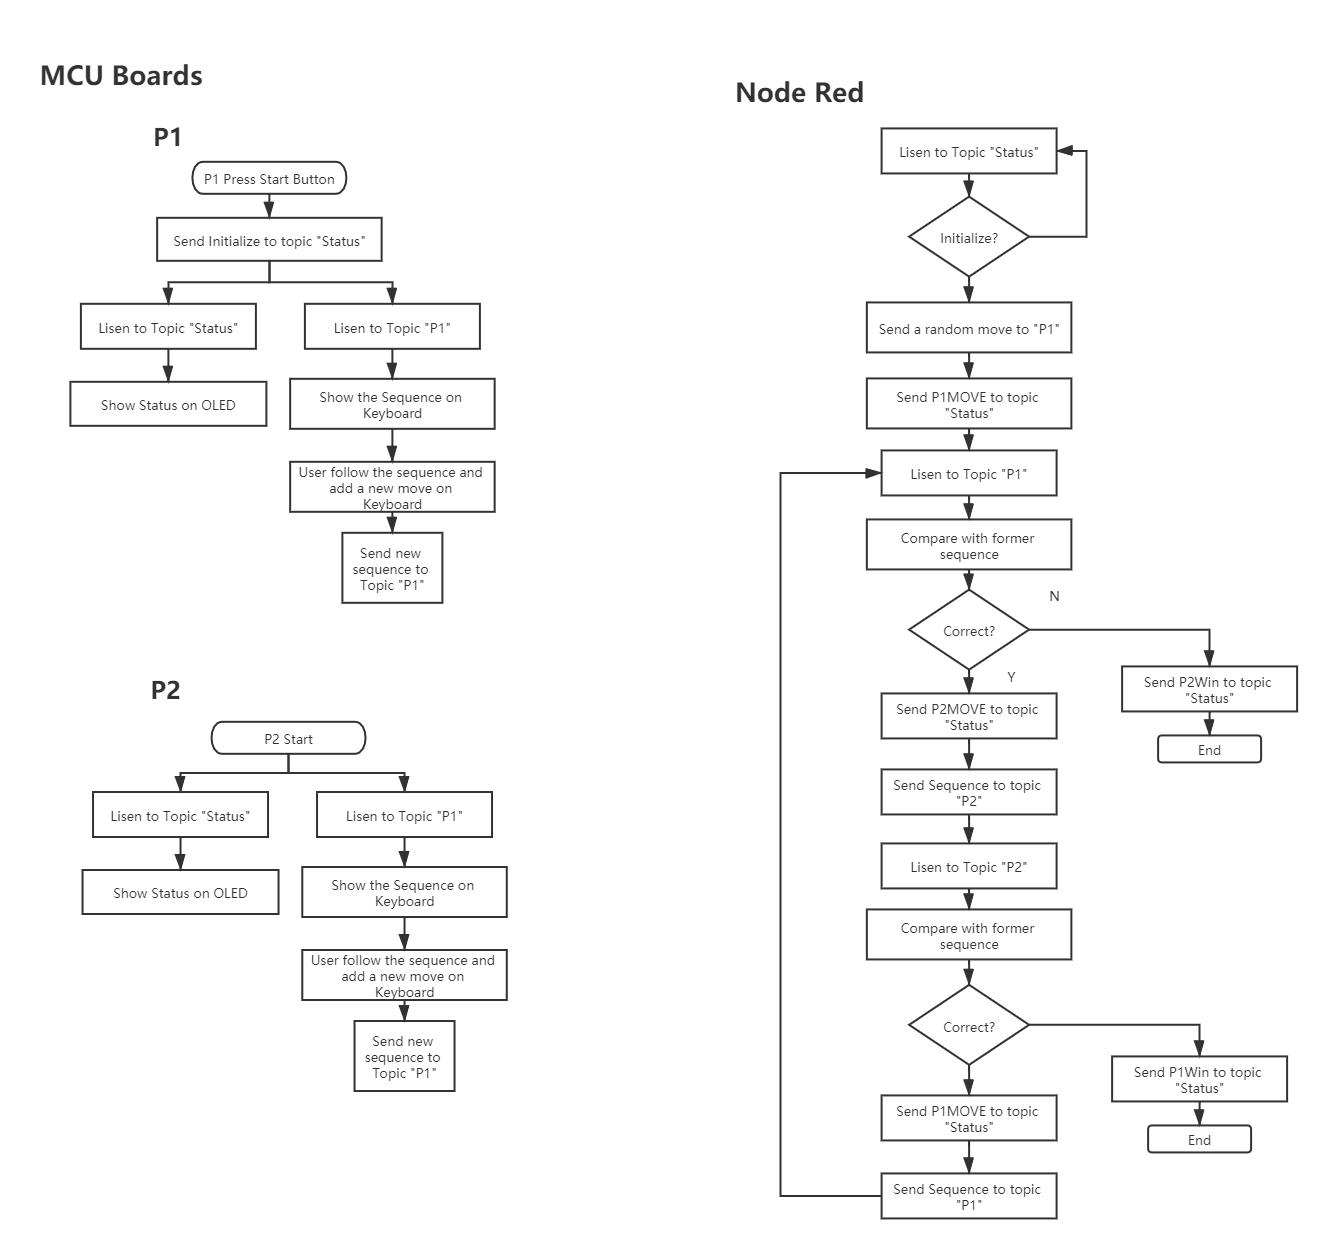 MCU Boards
P1
P1 Press Start Button
Send Initialize to topic "Status"
Lisen to Topic "Status"
Lisen to Topic "P1"
Show Status on OLED
Show the Sequence on
Keyboard
User follow the sequence and
add a new move on
Keyboard
Send new
sequence to
Topic "P1"
P2
P2 Start
Lisen to Topic "Status"
Lisen to Topic "P1"
Show Status on OLED
Show the Sequence on
Keyboard
User follow the sequence and
add a new move on
Keyboard
Send new
sequence to
Topic "P1"
Node Red
Lisen to Topic "Status"
Initialize?
Send a random move to "P1"
Send P1MOVE to topic
"Status"
Lisen to Topic "P1"
Compare with former
sequence
Correct?
N
Y
Send P2Win to topic
"Status"
End
Send P2MOVE to topic
"Status"
Send Sequence to topic
"P2"
Lisen to Topic "P2"
Compare with former
sequence
Correct?
Send P1Win to topic
"Status"
End
Send P1MOVE to topic
"Status"
Send Sequence to topic
"P1"